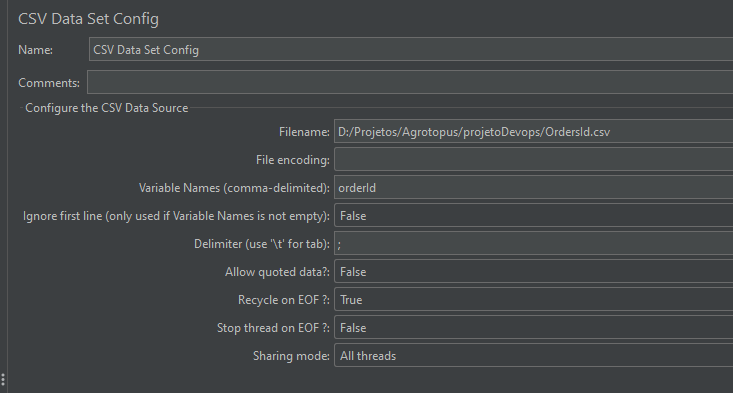 CSV Data Set Config
Name: CSV Data Set Config
Comments:
Configure the CSV Data Source
Filename: D:/Projetos/Agrotopus/projetoDevops/OrdersId.csv
File encoding:
Variable Names (comma-delimited): orderId
Ignore first line (only used if Variable Names is not empty): False
Delimiter (use '\t' for tab): ;
Allow quoted data?: False
Recycle on EOF ?: True
Stop thread on EOF ?: False
Sharing mode: All threads